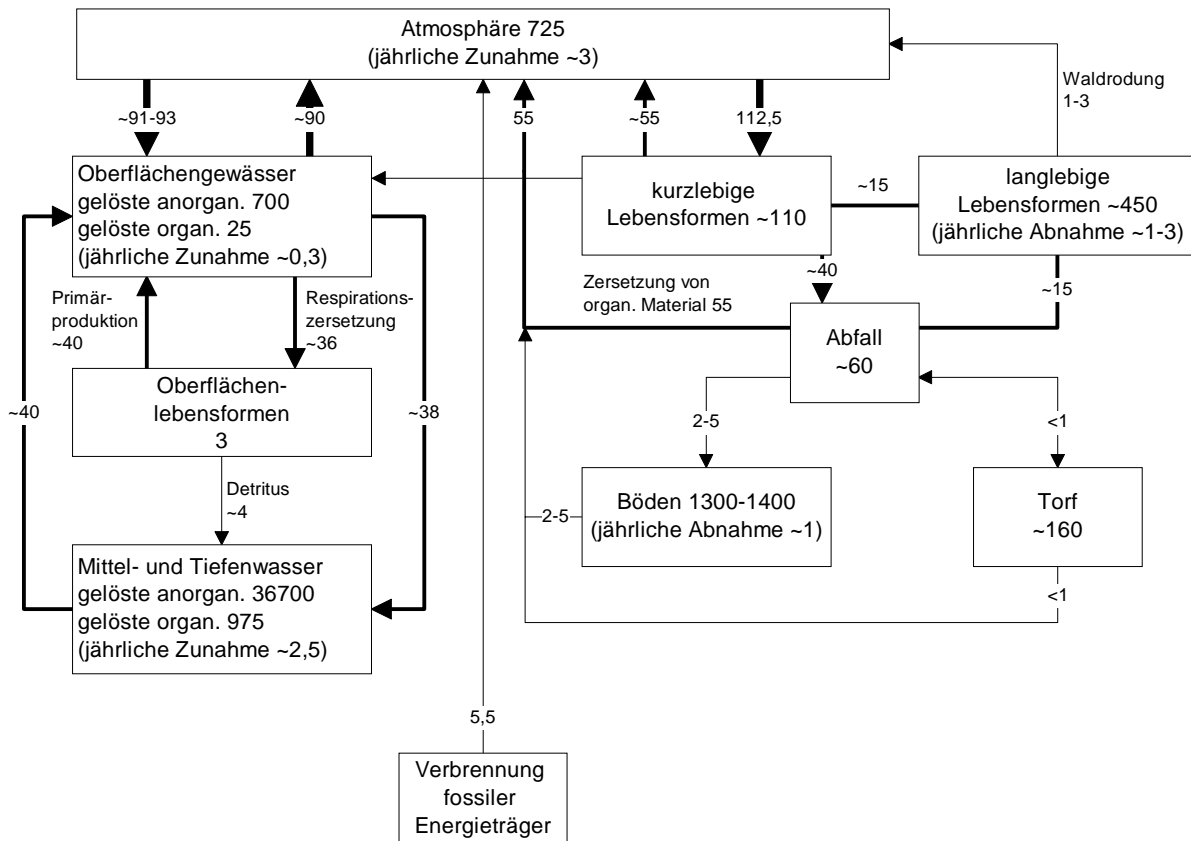 Atmosphäre 725
(jährliche Zunahme ~3)
Waldrodung
1-3
~91-93
~90
55
~55
112,5
Oberflächengewässer
gelöste anorgan. 700
gelöste organ. 25
(jährliche Zunahme ~0,3)
kurzlebige
Lebensformen ~110
~15
langlebige
Lebensformen ~450
(jährliche Abnahme ~1-3)
Primär-
produktion
~40
Respirations-
zersetzung
~36
Zersetzung von
organ. Material 55
~40
~15
Abfall
~60
Oberflächen-
lebensformen
3
~40
~38
2-5
<1
Detritus
~4
Böden 1300-1400
(jährliche Abnahme ~1)
2-5
Torf
~160
<1
Mittel- und Tiefenwasser
gelöste anorgan. 36700
gelöste organ. 975
(jährliche Zunahme ~2,5)
5,5
Verbrennung
fossiler
Energieträger